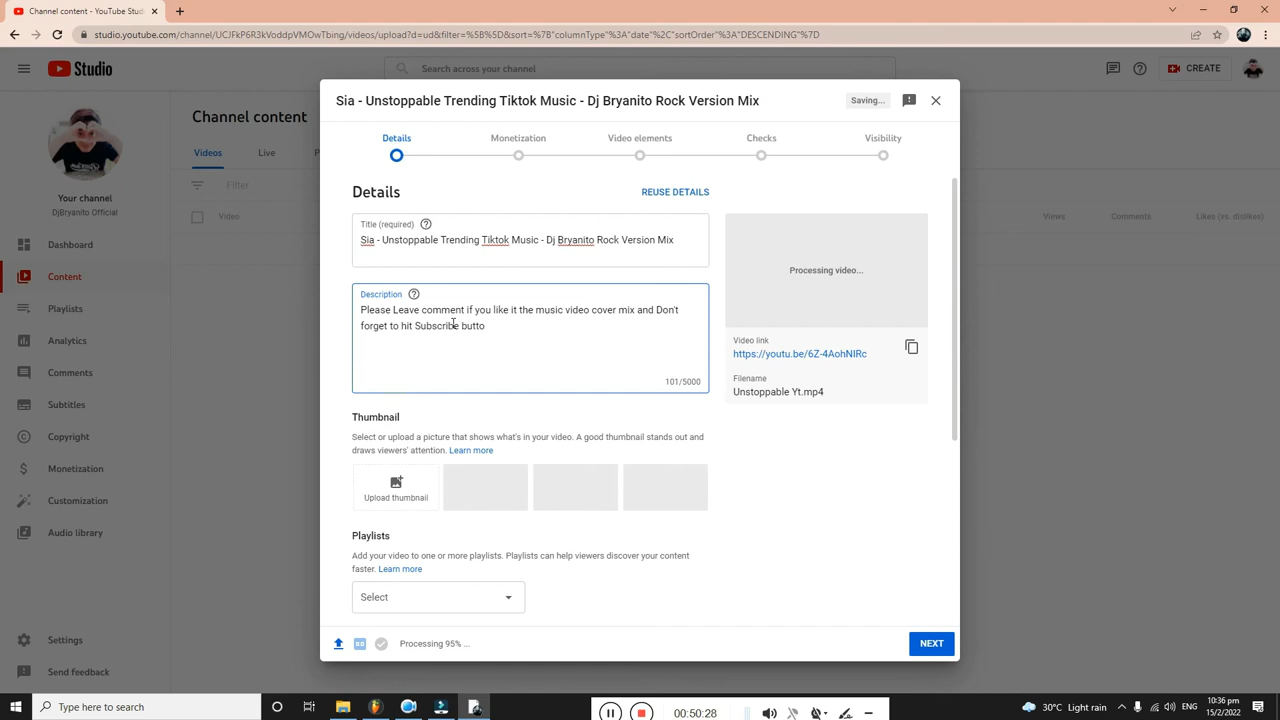 Channel content - YouTube Studio
studio.youtube.com/channel/UCJFkP6R3kVoddpVMOwTbing/videos/upload?d=ud&filter=%5B%5D&sort=%7B"columnType"%3A"date"%2C"sortOrder"%3A"DESCENDING"%7D
Studio
Search across your channel
CREATE
Channel content
Videos
Live
Filter
Video
Views
Comments
Likes (vs. dislikes)
Your channel
DjBryanito Official
Dashboard
Content
Playlists
Analytics
Comments
Subtitles
Copyright
Monetization
Customization
Audio library
Settings
Send feedback
Sia - Unstoppable Trending Tiktok Music - Dj Bryanito Rock Version Mix
Saving...
Details
Monetization
Video elements
Checks
Visibility
Details
REUSE DETAILS
Title (required)
Sia - Unstoppable Trending Tiktok Music - Dj Bryanito Rock Version Mix
Description
Please Leave comment if you like it the music video cover mix and Don't
forget to hit Subscribe butto
101/5000
Processing video...
Video link
https://youtu.be/6Z-4AohNIRc
Filename
Unstoppable Yt.mp4
Thumbnail
Select or upload a picture that shows what's in your video. A good thumbnail stands out and
draws viewers' attention. Learn more
Upload thumbnail
Playlists
Add your video to one or more playlists. Playlists can help viewers discover your content
faster. Learn more
Select
Processing 95% ...
NEXT
Type here to search
00:50:28
30°C Light rain
10:36 pm
15/2/2022